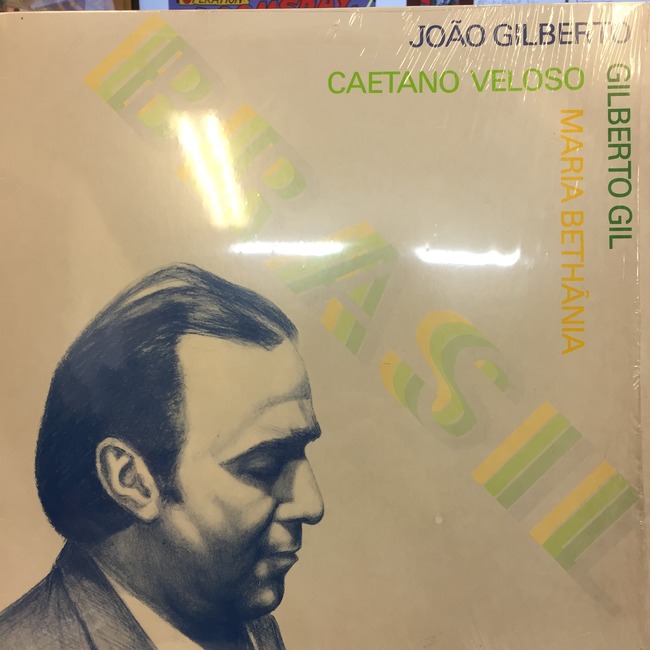 JOÃO GILBERTO
CAETANO VELOSO
GILBERTO GIL
MARIA BETHÂNIA
BRASIL